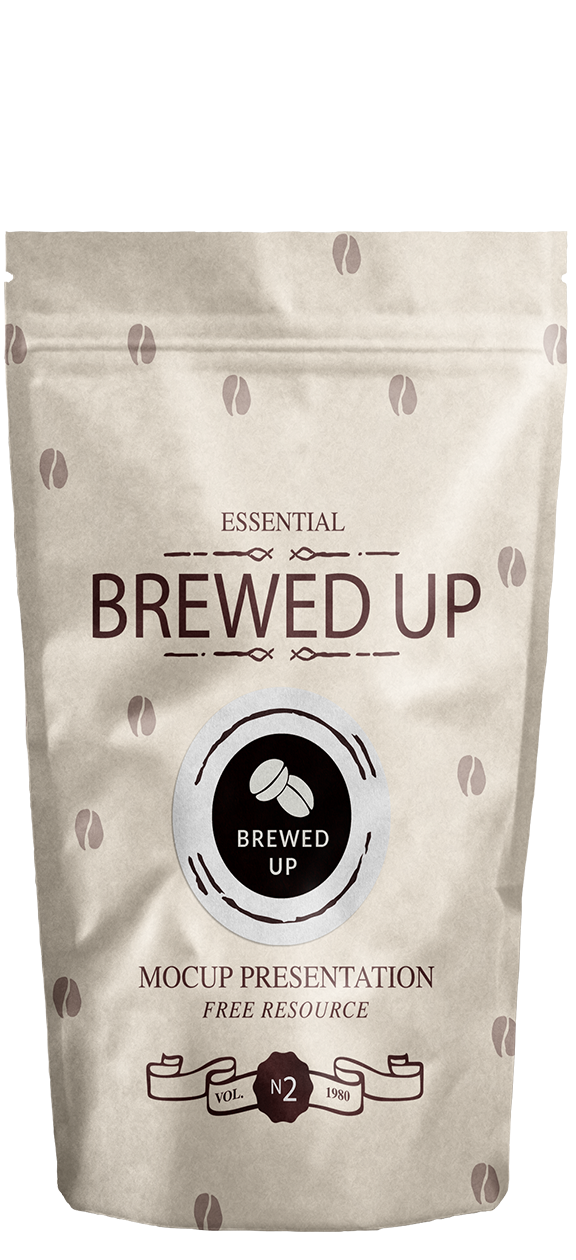 ESSENTIAL
BREWED UP
BREWED
UP
MOCUP PRESENTATION
FREE RESOURCE
VOL. N2 1980